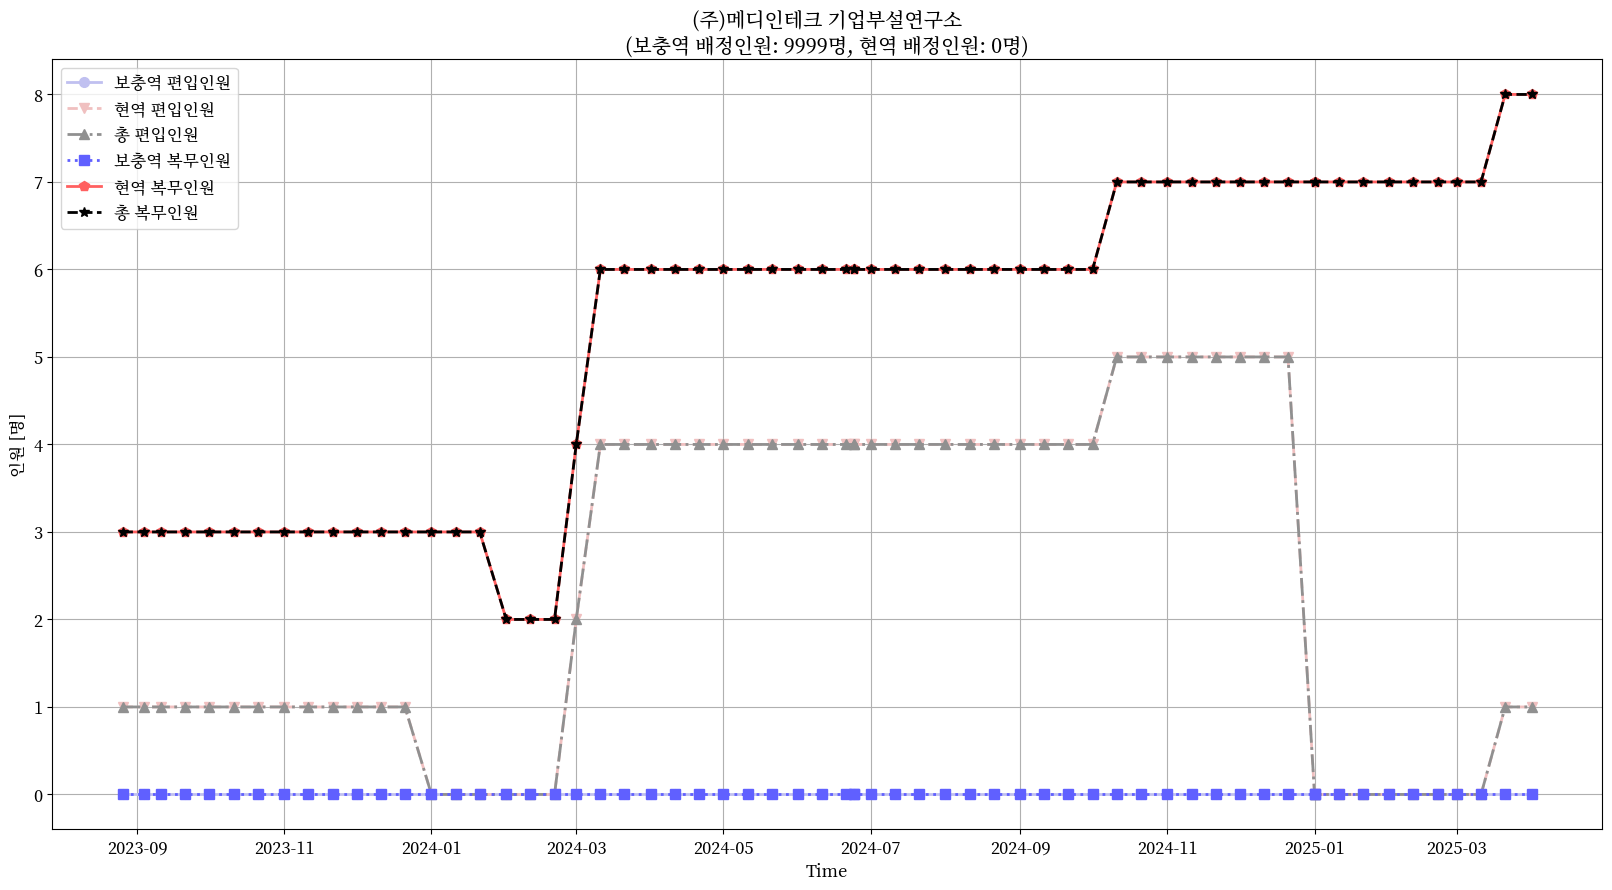 (주)메디인테크 기업부설연구소
(보충역 배정인원: 9999명, 현역 배정인원: 0명)
보충역 편입인원
현역 편입인원
총 편입인원
보충역 복무인원
현역 복무인원
총 복무인원
인원 [명]
8
7
6
5
4
3
2
1
0
2023-09
2023-11
2024-01
2024-03
2024-05
2024-07
2024-09
2024-11
2025-01
2025-03
Time